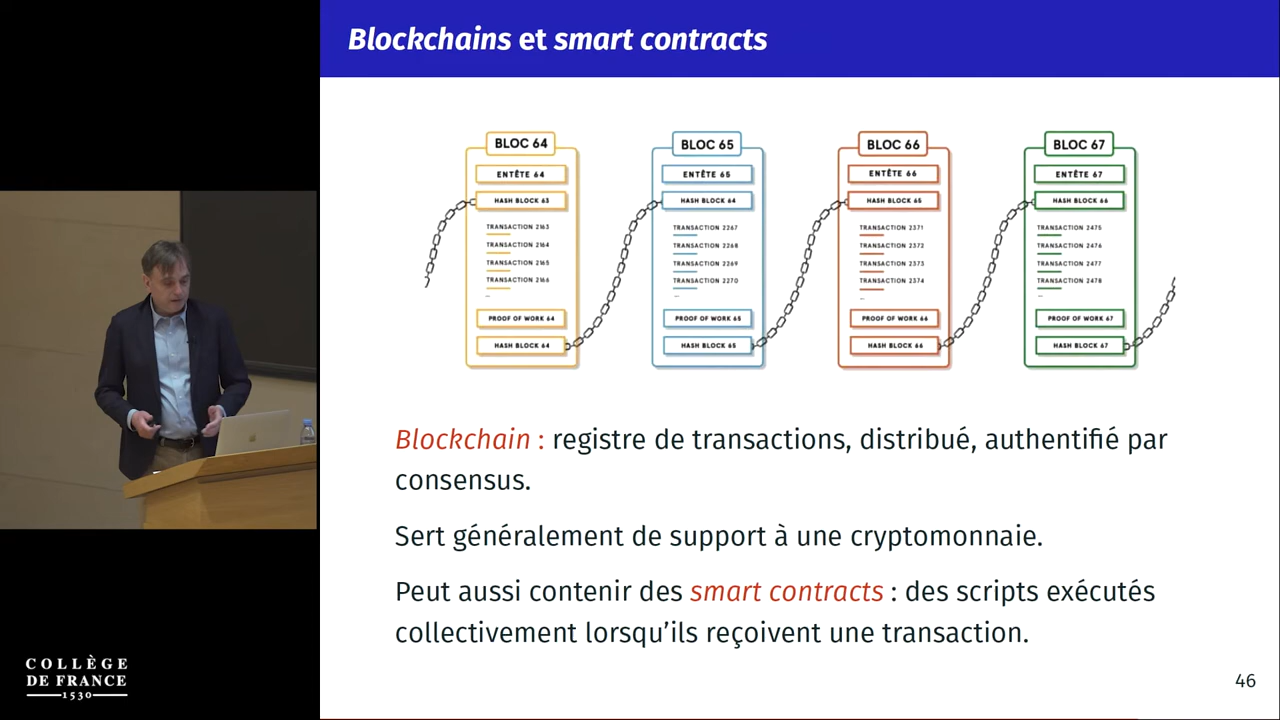 Blockchains et smart contracts
BLOC 64
ENTÊTE 64
HASH BLOCK 63
TRANSACTION 2163
TRANSACTION 2164
TRANSACTION 2165
TRANSACTION 2166
...
PROOF OF WORK 64
HASH BLOCK 64
BLOC 65
ENTÊTE 65
HASH BLOCK 64
TRANSACTION 2267
TRANSACTION 2268
TRANSACTION 2269
TRANSACTION 2270
...
PROOF OF WORK 65
HASH BLOCK 65
BLOC 66
ENTÊTE 66
HASH BLOCK 65
TRANSACTION 2371
TRANSACTION 2372
TRANSACTION 2373
TRANSACTION 2374
...
PROOF OF WORK 66
HASH BLOCK 66
BLOC 67
ENTÊTE 67
HASH BLOCK 66
TRANSACTION 2475
TRANSACTION 2476
TRANSACTION 2477
TRANSACTION 2478
...
PROOF OF WORK 67
HASH BLOCK 67
Blockchain : registre de transactions, distribué, authentifié par
consensus.
Sert généralement de support à une cryptomonnaie.
Peut aussi contenir des smart contracts : des scripts exécutés
collectivement lorsqu'ils reçoivent une transaction.
46
COLLÈGE
DE FRANCE
1530